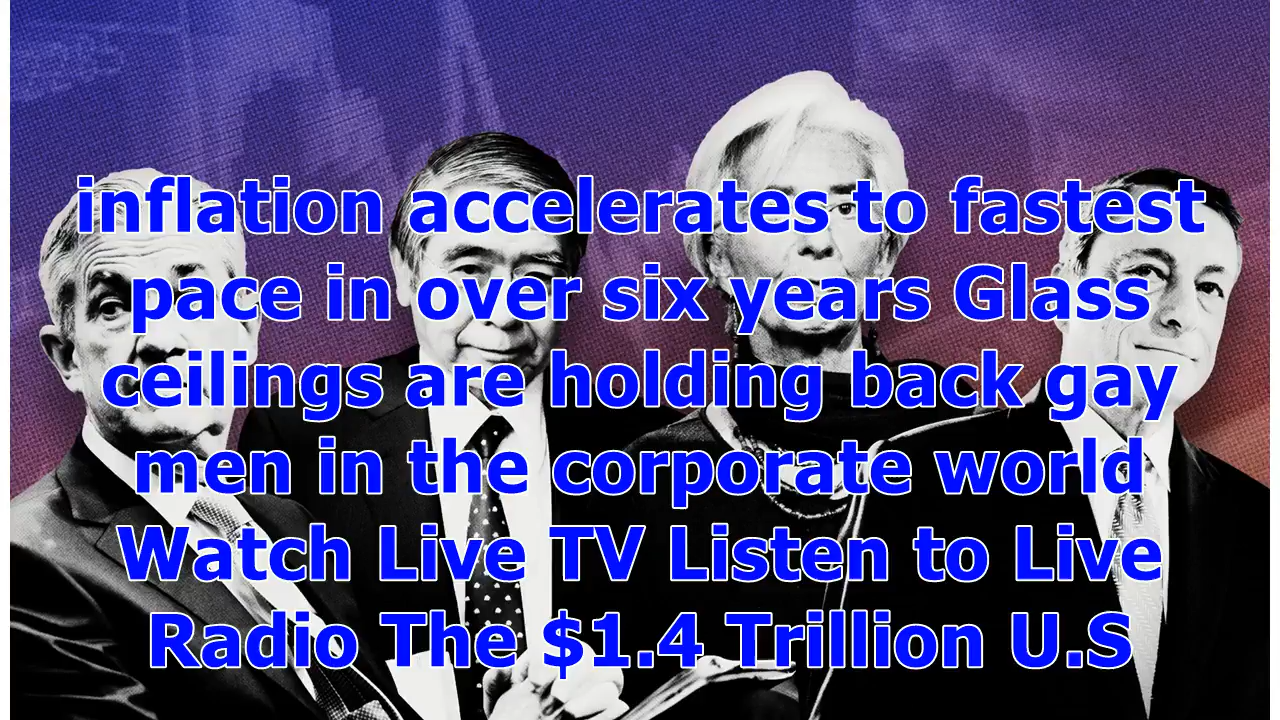 inflation accelerates to fastest
pace in over six years Glass
ceilings are holding back gay
men in the corporate world
Watch Live TV Listen to Live
Radio The $1.4 Trillion U.S